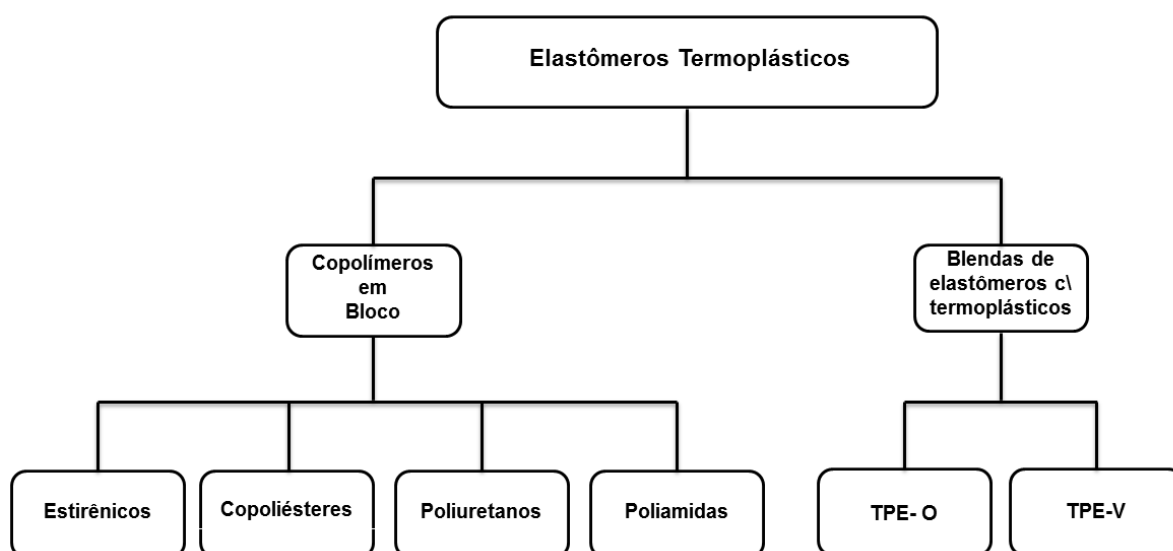 Elastômeros Termoplásticos
Copolímeros
em
Bloco
Blendas de
elastômeros c\
termoplásticos
Estirênicos
Copoliésteres
Poliuretanos
Poliamidas
TPE- O
TPE-V